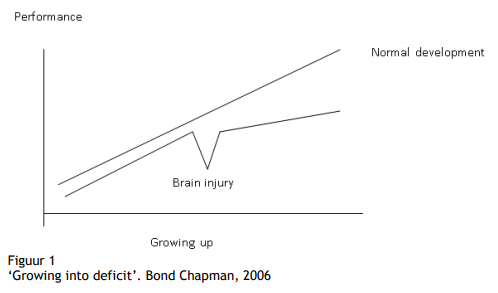 Performance
Normal development
Brain injury
Growing up
Figuur 1
‘Growing into deficit’. Bond Chapman, 2006